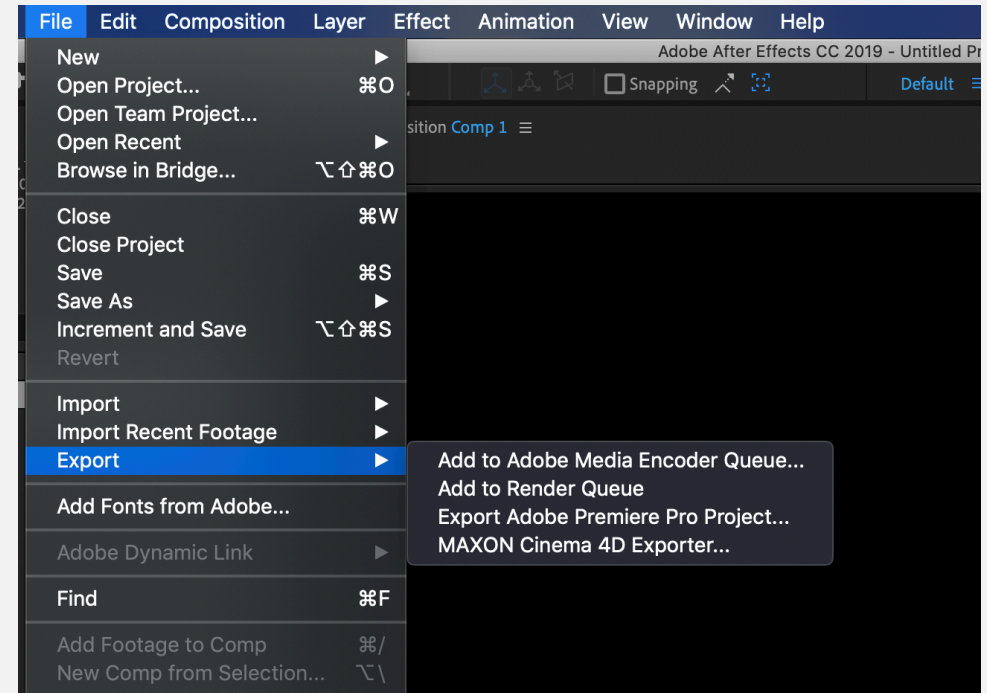 File Edit Composition Layer Effect Animation View Window Help
Adobe After Effects CC 2019 - Untitled Pr
New ▶
Open Project... ⌘O
Snapping
Default
Open Team Project...
sition Comp 1
Open Recent ▶
Browse in Bridge... ⌥⇧⌘O
Close ⌘W
Close Project
Save ⌘S
Save As ▶
Increment and Save ⌥⇧⌘S
Revert
Import ▶
Import Recent Footage ▶
Export ▶
Add to Adobe Media Encoder Queue...
Add to Render Queue
Export Adobe Premiere Pro Project...
MAXON Cinema 4D Exporter...
Add Fonts from Adobe...
Adobe Dynamic Link ▶
Find ⌘F
Add Footage to Comp ⌘/
New Comp from Selection... ⌥\